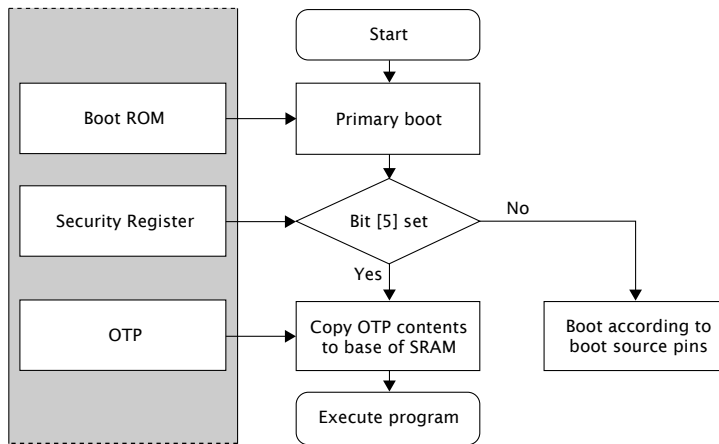 Start
Boot ROM
Primary boot
Security Register
Bit [5] set
No
Yes
OTP
Copy OTP contents
to base of SRAM
Boot according to
boot source pins
Execute program